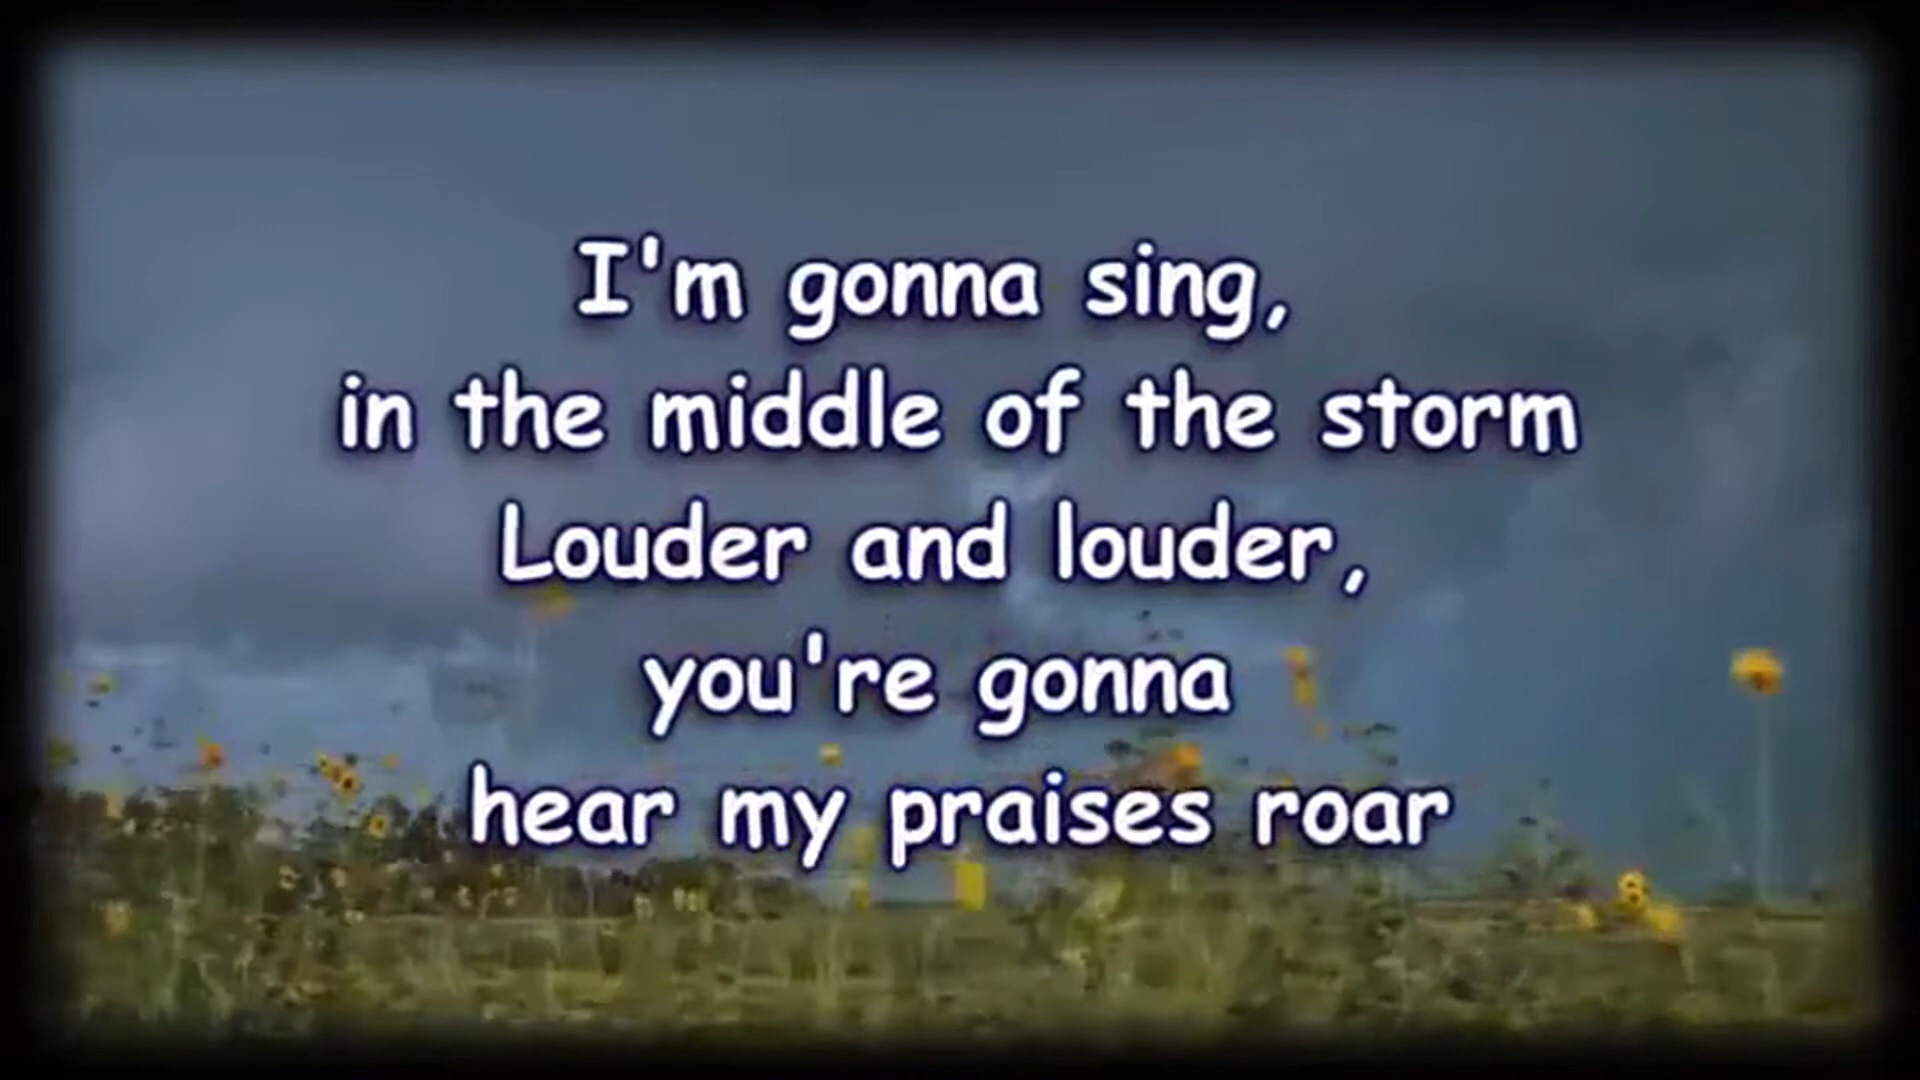 I'm gonna sing,
in the middle of the storm
Louder and louder,
you're gonna
hear my praises roar